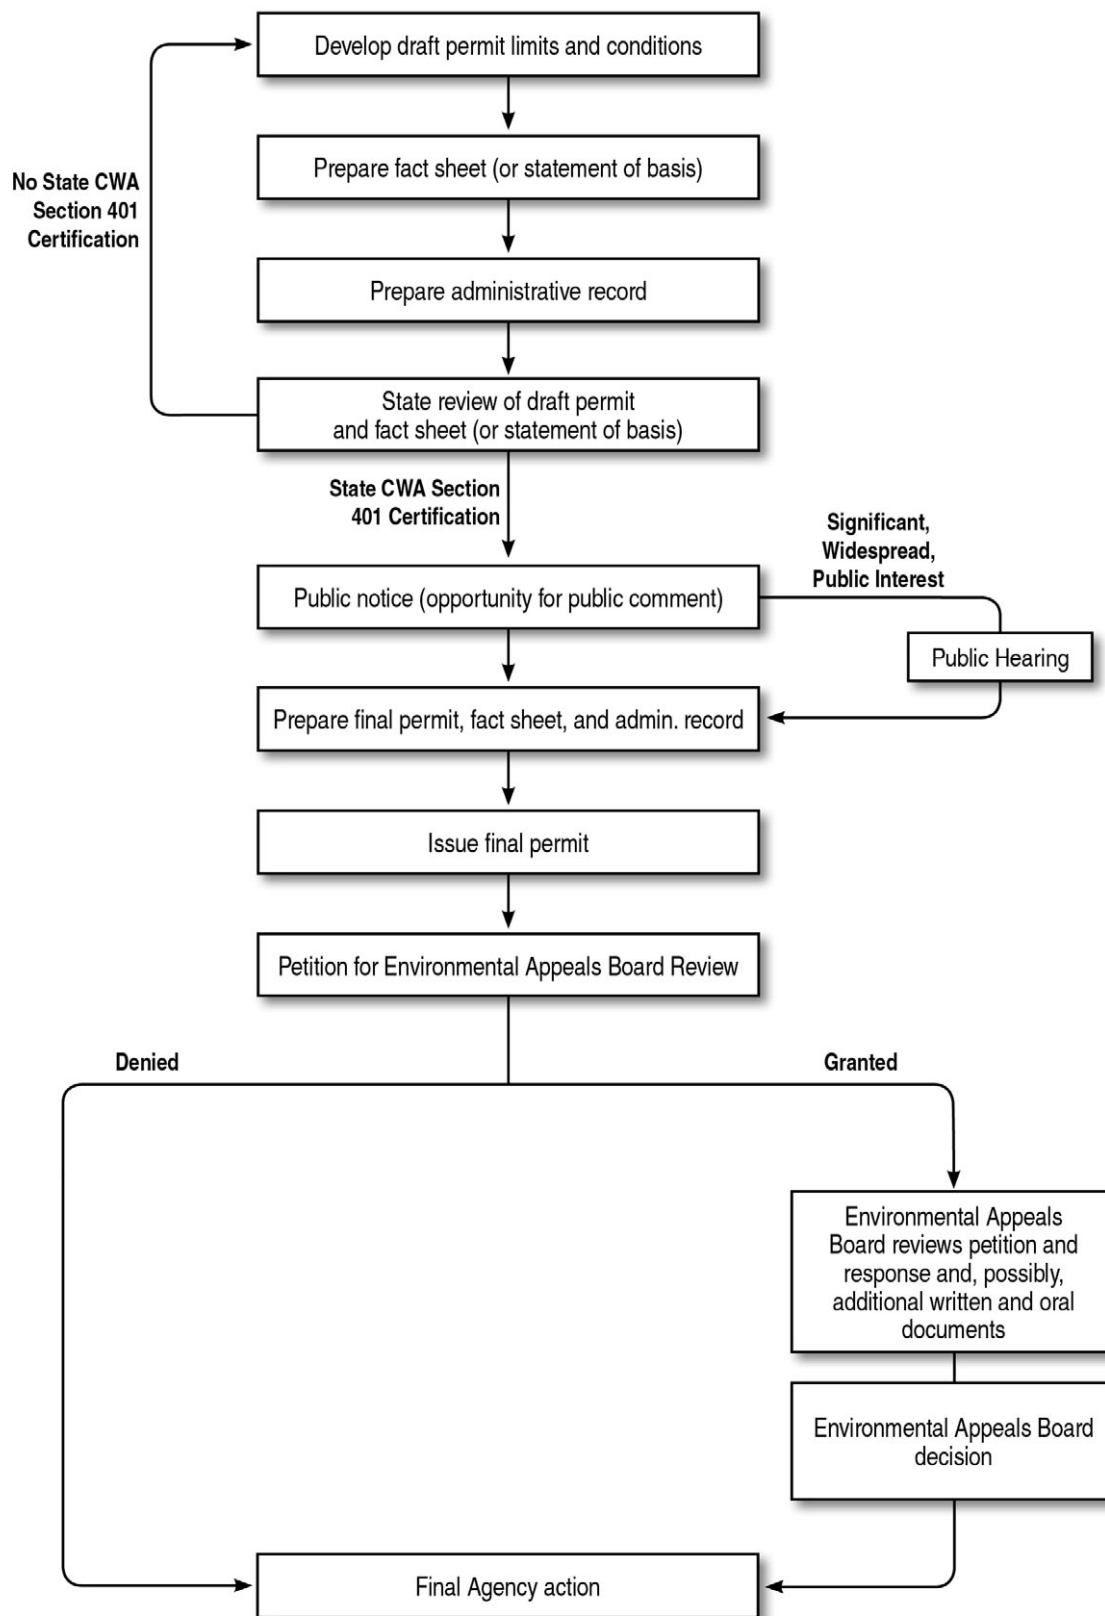 Develop draft permit limits and conditions
Prepare fact sheet (or statement of basis)
No State CWA
Section 401
Certification
Prepare administrative record
State review of draft permit
and fact sheet (or statement of basis)
State CWA Section
401 Certification
Significant,
Widespread,
Public Interest
Public notice (opportunity for public comment)
Public Hearing
Prepare final permit, fact sheet, and admin. record
Issue final permit
Petition for Environmental Appeals Board Review
Denied
Granted
Environmental Appeals
Board reviews petition and
response and, possibly,
additional written and oral
documents
Environmental Appeals Board
decision
Final Agency action